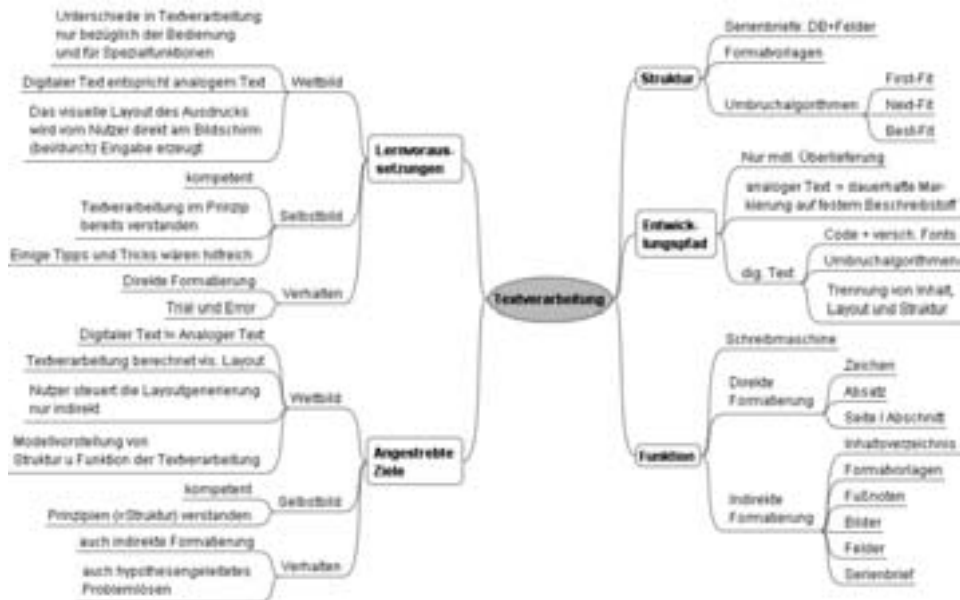 Textverarbeitung
Lernvoraus-
setzungen
Weltbild
Unterschiede in Textverarbeitung
nur bezüglich der Bedienung
und für Spezialfunktionen
Digitaler Text entspricht analogem Text
Das visuelle Layout des Ausdrucks
wird vom Nutzer direkt am Bildschirm
(bei/durch) Eingabe erzeugt
Selbstbild
kompetent
Textverarbeitung im Prinzip
bereits verstanden
Einige Tipps und Tricks wären hilfreich
Verhalten
Direkte Formatierung
Trial und Error
Angestrebte
Ziele
Weltbild
Digitaler Text != Analoger Text
Textverarbeitung berechnet vis. Layout
Nutzer steuert die Layoutgenerierung
nur indirekt
Modellvorstellung von
Struktur u Funktion der Textverarbeitung
Selbstbild
kompetent
Prinzipien verstanden
Verhalten
auch indirekte Formatierung
auch hypothesengeleitetes
Problemlösen
Struktur
Serienbriefe: DB+Felder
Formatvorlagen
Umbruchalgorithmen
First-Fit
Next-Fit
Best-Fit
Entwick-
lungspfad
Nur mdl. Überlieferung
analoger Text = dauerhafte Mar-
kierung auf festem Beschreibstoff
dig. Text
Code + versch. Fonts
Umbruchalgorithmen
Trennung von Inhalt,
Layout und Struktur
Funktion
Schreibmaschine
Direkte
Formatierung
Zeichen
Absatz
Seite / Abschnitt
Indirekte
Formatierung
Inhaltsverzeichnis
Formatvorlagen
Fußnoten
Bilder
Felder
Serienbrief